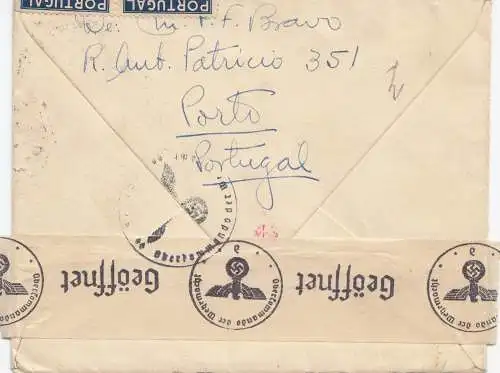 PORTUGAL PORTUGAL
De: M. F. F. Bravo
R. Ant. Patricio 351
Porto
Portugal
Oberkommando der Wehrmacht
Geöffnet
Oberkommando der Wehrmacht
Geöffnet
Oberkommando der Wehrmacht